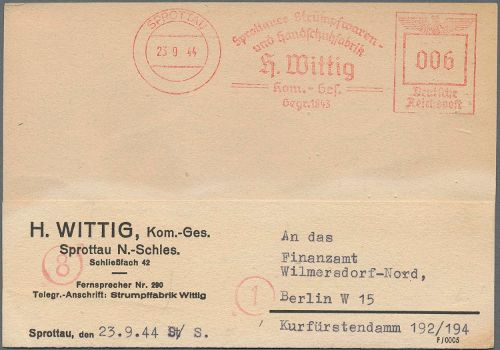 SPROTTAU
23.9.44
Sprottauer Strumpfwaren-
und Handschuhfabrik
H. Wittig
Kom.-Ges.
Gegr. 1843
006
Deutsche
Reichspost
H. WITTIG, Kom.-Ges.
Sprottau N.-Schles.
Schließfach 42
8
Fernsprecher Nr. 290
Telegr.-Anschrift: Strumpffabrik Wittig
Sprottau, den 23.9.44 St/ S.
An das
Finanzamt
Wilmersdorf-Nord,
1
Berlin W 15
Kurfürstendamm 192/194
F/0005